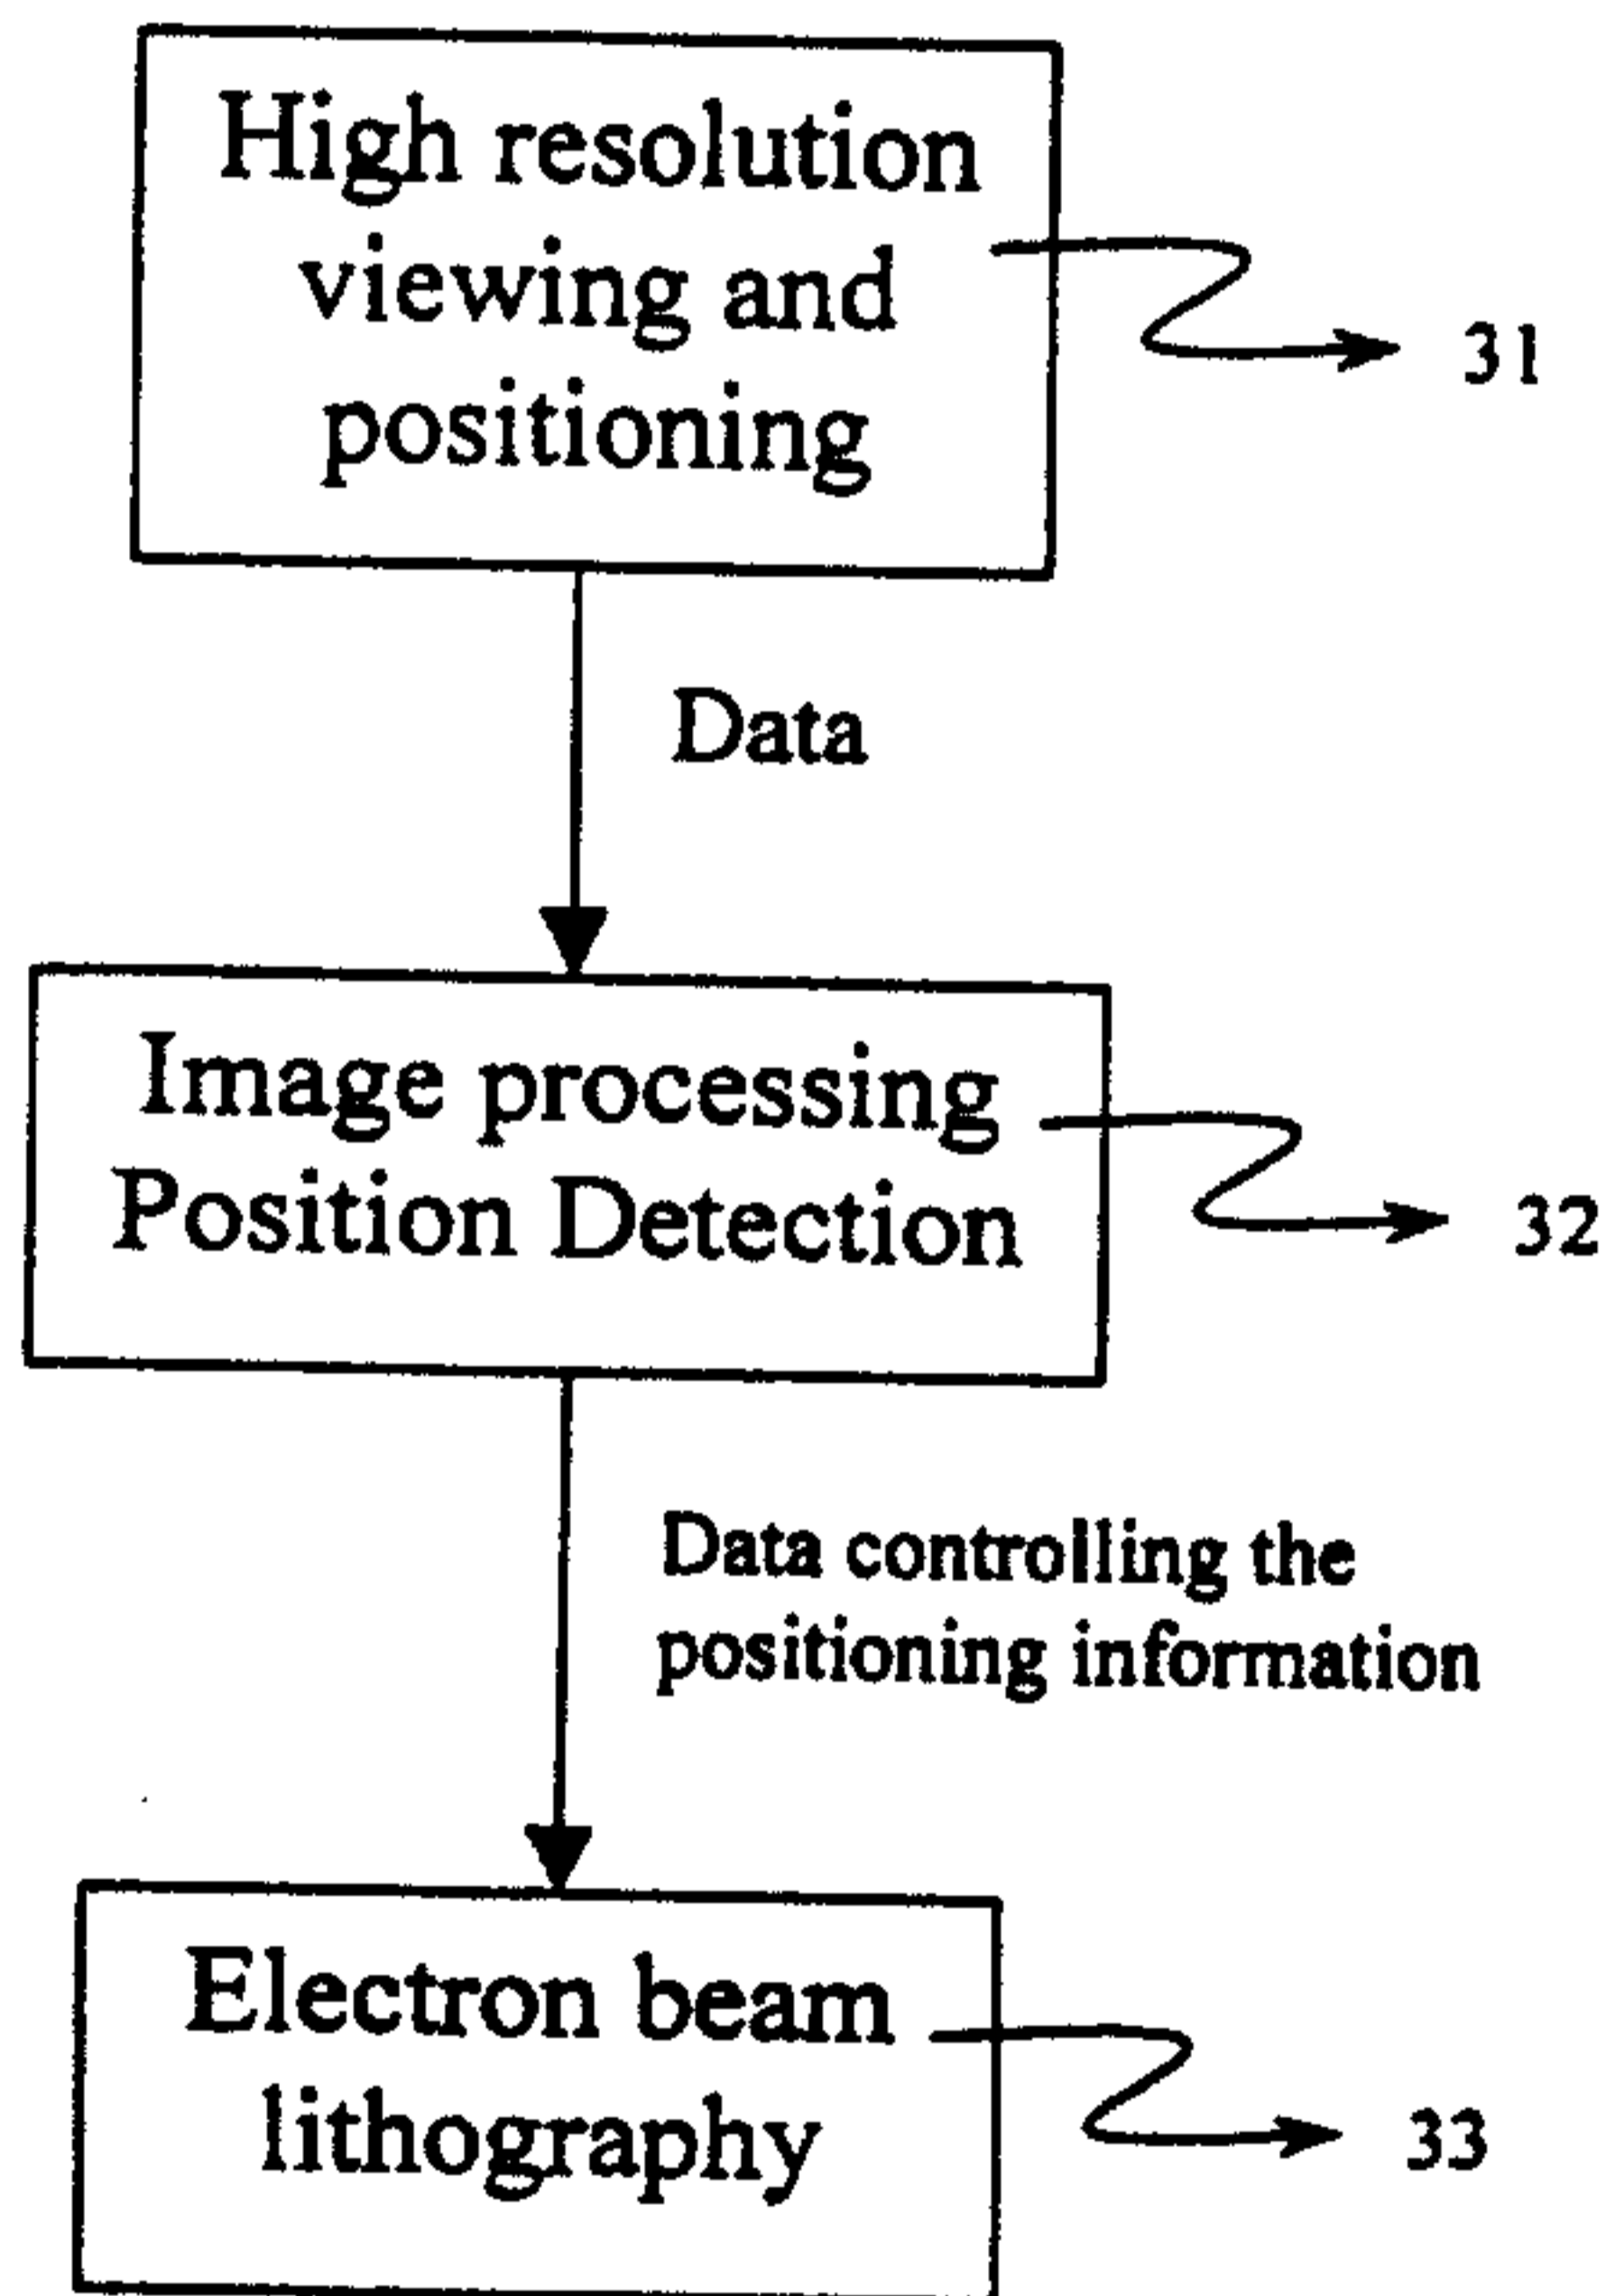 High resolution
viewing and
positioning
31
Data
Image processing
Position Detection
32
Data controlling the
positioning information
Electron beam
lithography
33